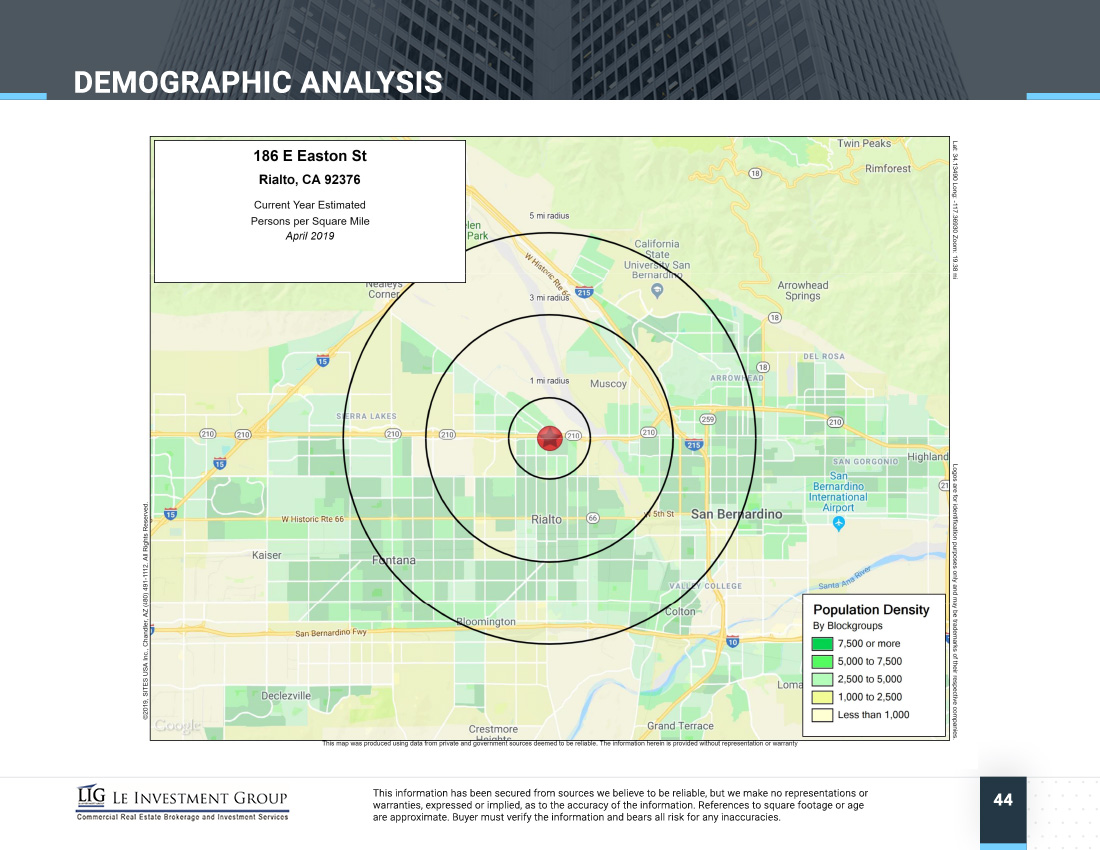 DEMOGRAPHIC ANALYSIS
186 E Easton St
Rialto, CA 92376
Current Year Estimated
Persons per Square Mile
April 2019
Twin Peaks
Rimforest
18
5 mi radius
Park
California
State
University San
Bernardino
W Historic Rte 66
215
Nealeys
Corner
3 mi radius
Arrowhead
Springs
18
15
DEL ROSA
18
1 mi radius
Muscoy
ARROWHEAD
SIERRA LAKES
259
210
210
210
210
210
210
210
215
15
SAN GORGONIO
Highland
San
Bernardino
International
Airport
15
W Historic Rte 66
Rialto
66
W 5th St
San Bernardino
Kaiser
Fontana
Santa Ana River
VALLEY COLLEGE
Colton
Bloomington
San Bernardino Fwy
10
Declezville
Loma
Crestmore
Heights
Grand Terrace
Google
Population Density
By Blockgroups
7,500 or more
5,000 to 7,500
2,500 to 5,000
1,000 to 2,500
Less than 1,000
Lat: 34.13490 Long: -117.36930 Zoom: 19.38 mi
Logos are for identification purposes only and may be trademarks of their respective companies.
©2019, SITES USA Inc., Chandler, AZ (480) 491-1112. All Rights Reserved.
This map was produced using data from private and government sources deemed to be reliable. The information herein is provided without representation or warranty
LIG LE INVESTMENT GROUP
Commercial Real Estate Brokerage and Investment Services
This information has been secured from sources we believe to be reliable, but we make no representations or
warranties, expressed or implied, as to the accuracy of the information. References to square footage or age
are approximate. Buyer must verify the information and bears all risk for any inaccuracies.
44